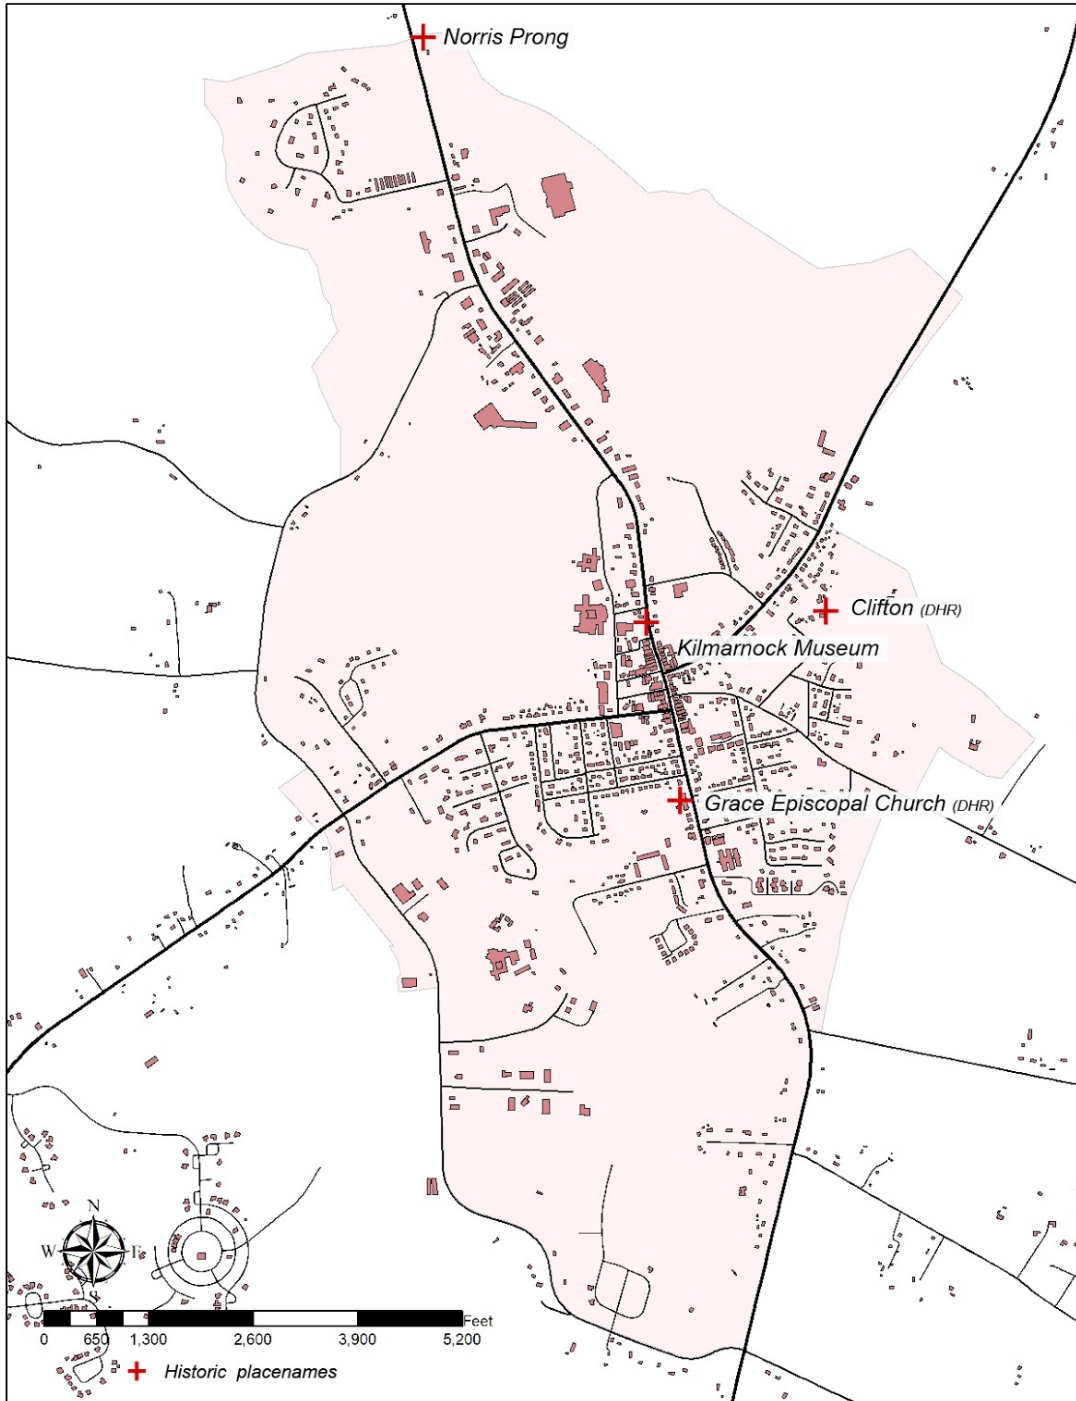 Norris Prong
Clifton (DHR)
Kilmarnock Museum
Grace Episcopal Church (DHR)
N
W E
S
Feet
0 650 1,300 2,600 3,900 5,200
Historic placenames